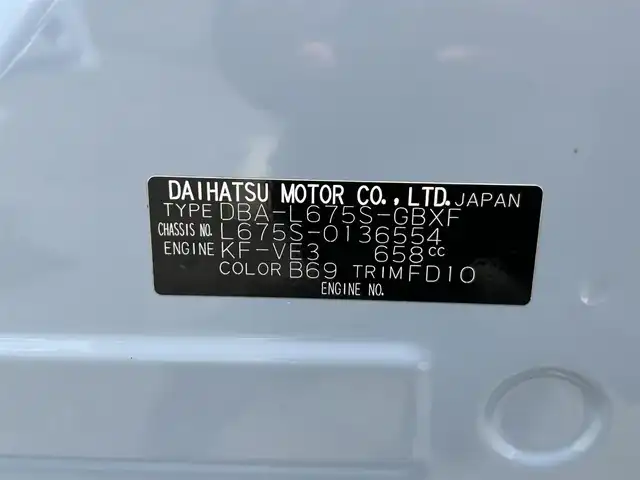 DAIHATSU MOTOR CO., LTD. JAPAN
TYPE DBA-L675S-GBXF
CHASSIS NO. L675S-0136554
ENGINE KF-VE3 658cc
COLOR B69 TRIM FD10
ENGINE NO.